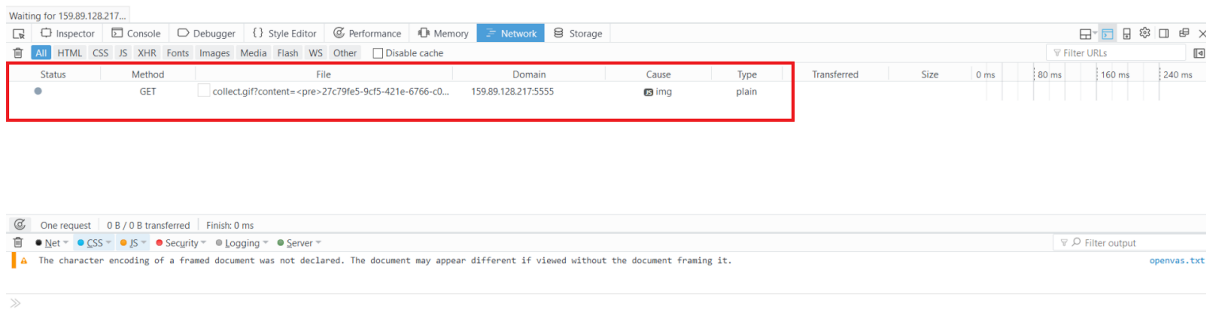 Waiting for 159.89.128.217...
Inspector Console Debugger {} Style Editor Performance Memory Network Storage
All HTML CSS JS XHR Fonts Images Media Flash WS Other Disable cache Filter URLs
Status Method File Domain Cause Type Transferred Size 0 ms 80 ms 160 ms 240 ms
GET collect.gif?content=<pre>27c79fe5-9cf5-421e-6766-c0... 159.89.128.217:5555 JS img plain
One request 0 B / 0 B transferred Finish: 0 ms
Net CSS JS Security Logging Server Filter output
The character encoding of a framed document was not declared. The document may appear different if viewed without the document framing it. openvas.txt